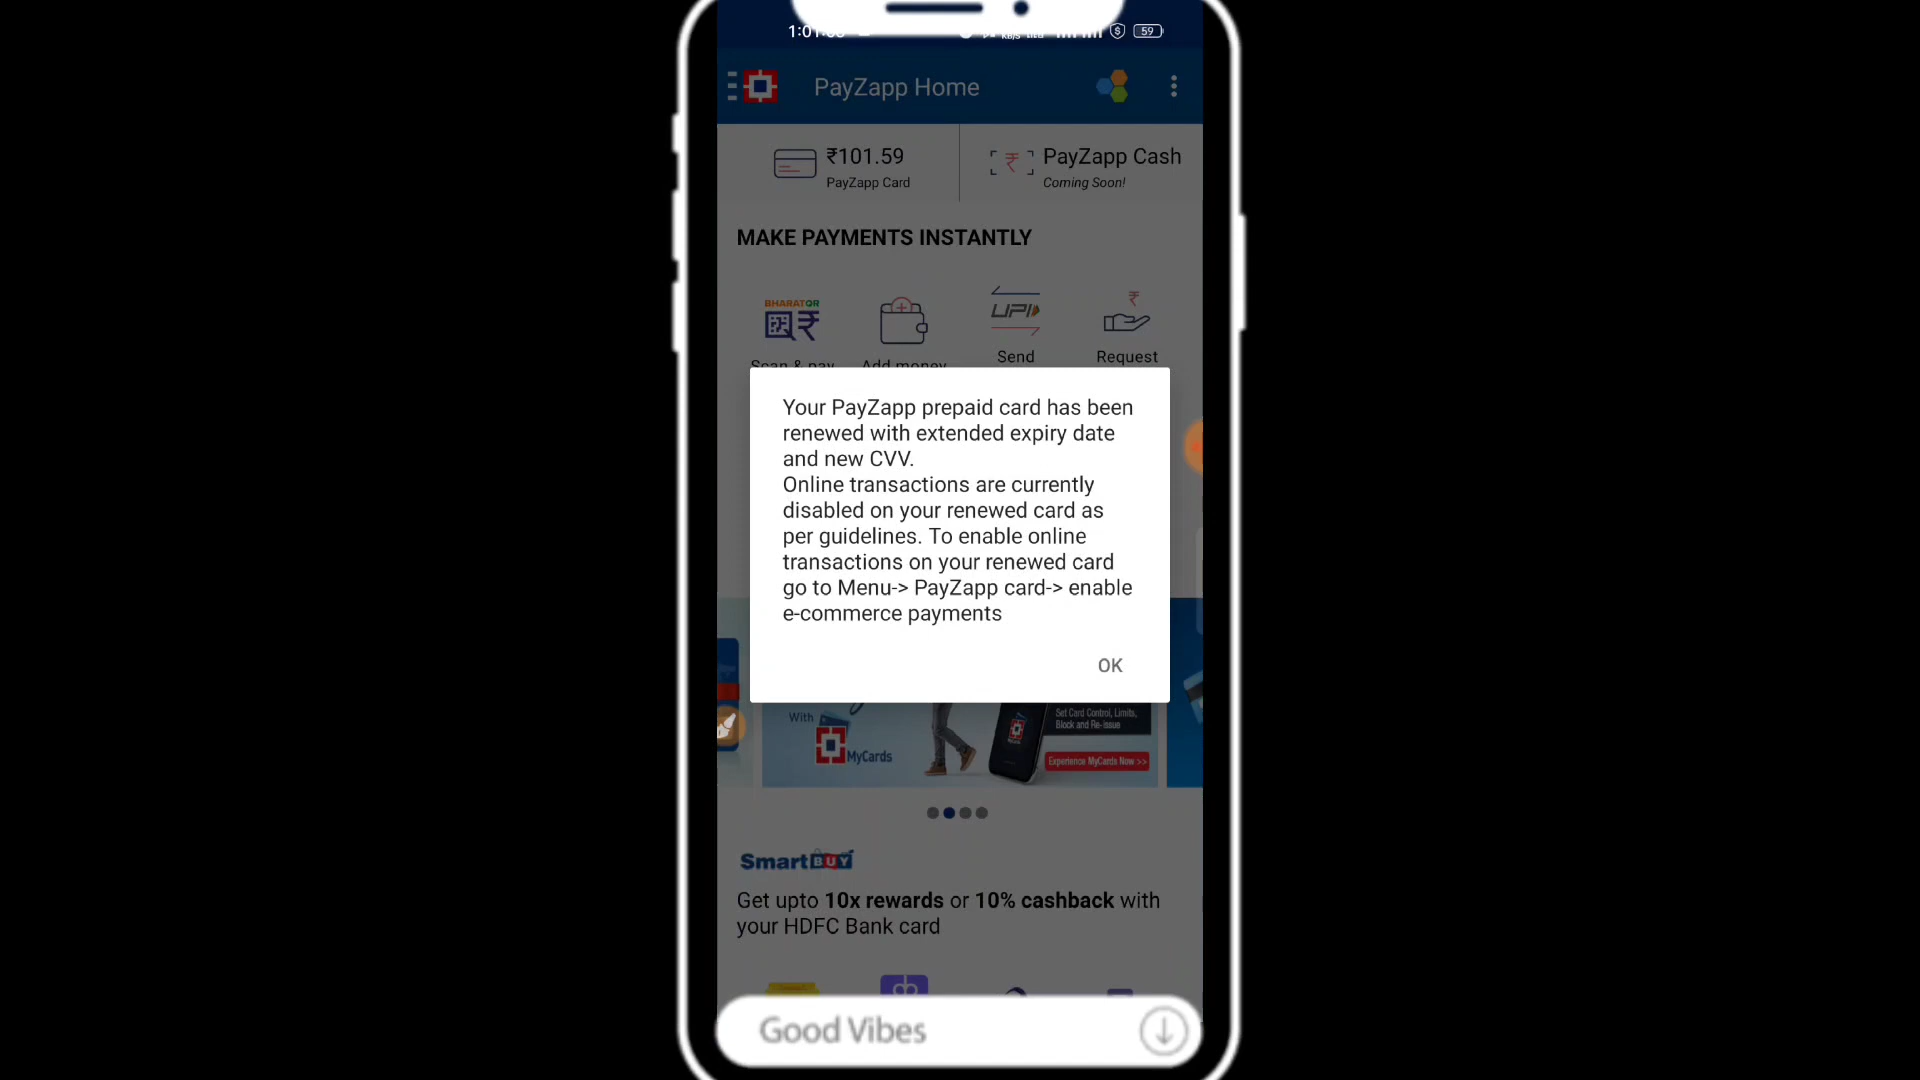 59
PayZapp Home
₹101.59
PayZapp Card
PayZapp Cash
Coming Soon!
MAKE PAYMENTS INSTANTLY
BHARATQR
UPI
Send
Request
Scan & pay
Add money
Your PayZapp prepaid card has been
renewed with extended expiry date
and new CVV.
Online transactions are currently
disabled on your renewed card as
per guidelines. To enable online
transactions on your renewed card
go to Menu-> PayZapp card-> enable
e-commerce payments
OK
With
MyCards
Set Card Control, Limits,
Block and Re-issue
Experience MyCards Now >>
SmartBUY
Get upto 10x rewards or 10% cashback with
your HDFC Bank card
Good Vibes